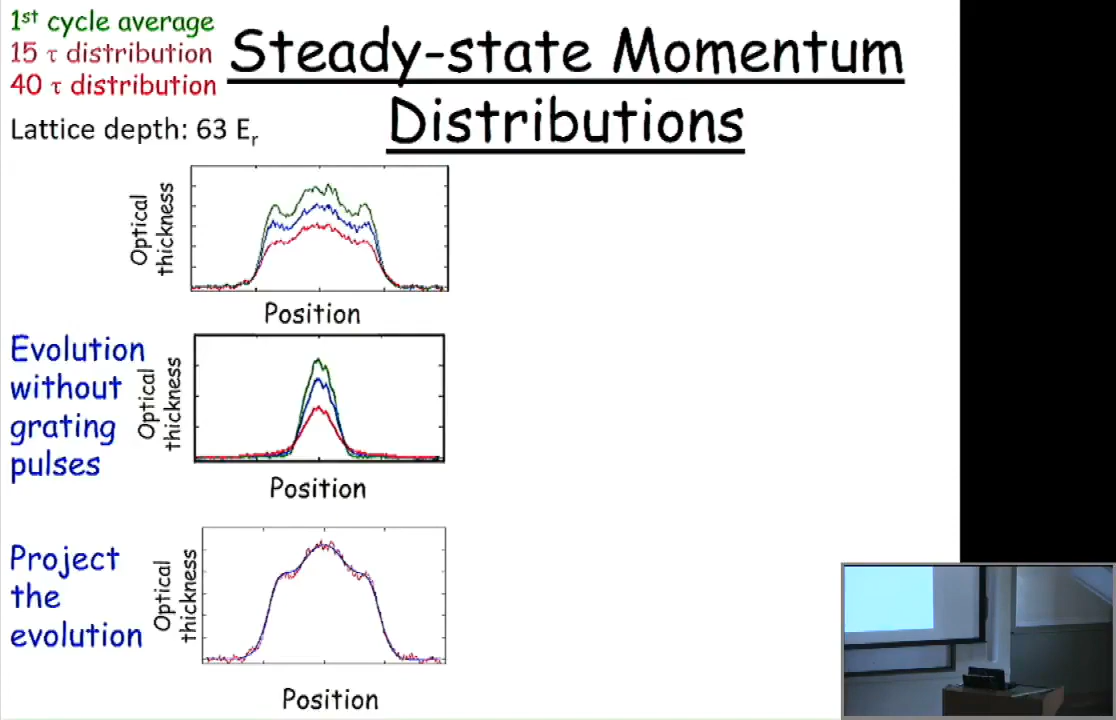 1st cycle average
15 τ distribution
40 τ distribution
Lattice depth: 63 Er
Steady-state Momentum
Distributions
Optical
thickness
Position
Evolution
without
grating
pulses
Optical
thickness
Position
Project
the
evolution
Optical
thickness
Position